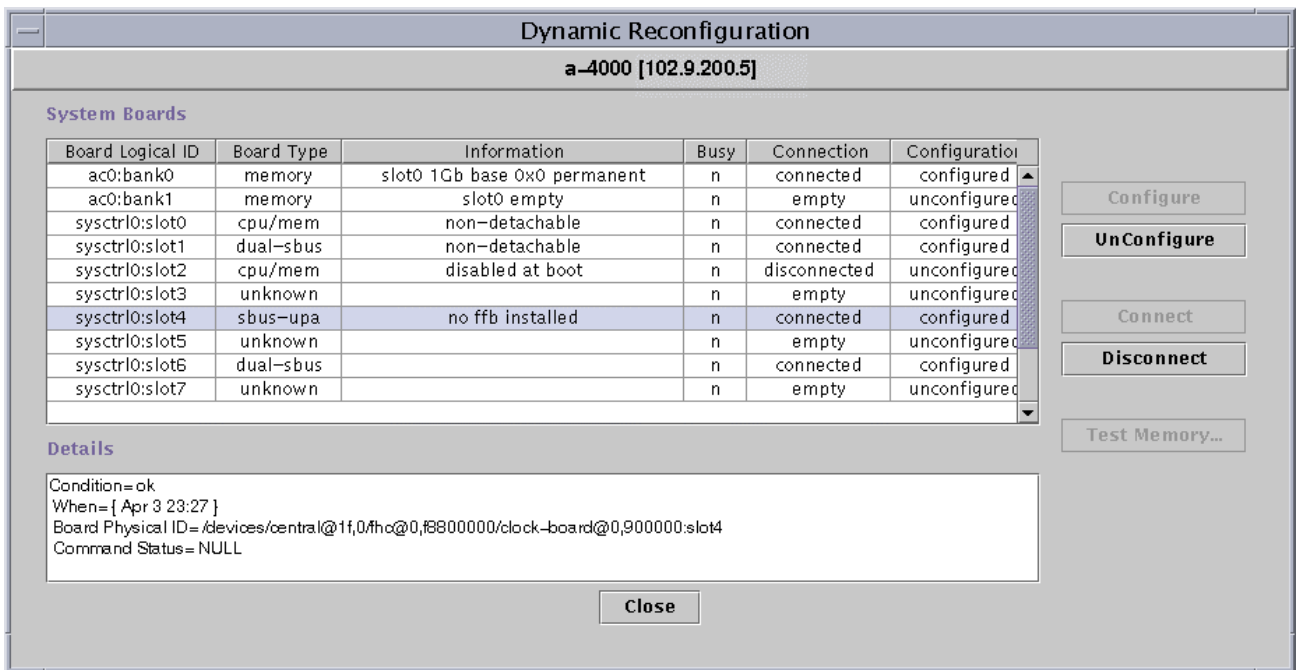 Dynamic Reconfiguration
a-4000 [102.9.200.5]
System Boards
Board Logical ID Board Type Information Busy Connection Configuration
ac0:bank0 memory slot0 1Gb base 0x0 permanent n connected configured
ac0:bank1 memory slot0 empty n empty unconfigured
sysctrl0:slot0 cpu/mem non-detachable n connected configured
sysctrl0:slot1 dual-sbus non-detachable n connected configured
sysctrl0:slot2 cpu/mem disabled at boot n disconnected unconfigured
sysctrl0:slot3 unknown n empty unconfigured
sysctrl0:slot4 sbus-upa no ffb installed n connected configured
sysctrl0:slot5 unknown n empty unconfigured
sysctrl0:slot6 dual-sbus n connected configured
sysctrl0:slot7 unknown n empty unconfigured
Configure
UnConfigure
Connect
Disconnect
Test Memory...
Details
Condition=ok
When={ Apr 3 23:27 }
Board Physical ID=/devices/central@1f,0/fhc@0,f8800000/clock-board@0,900000:slot4
Command Status=NULL
Close